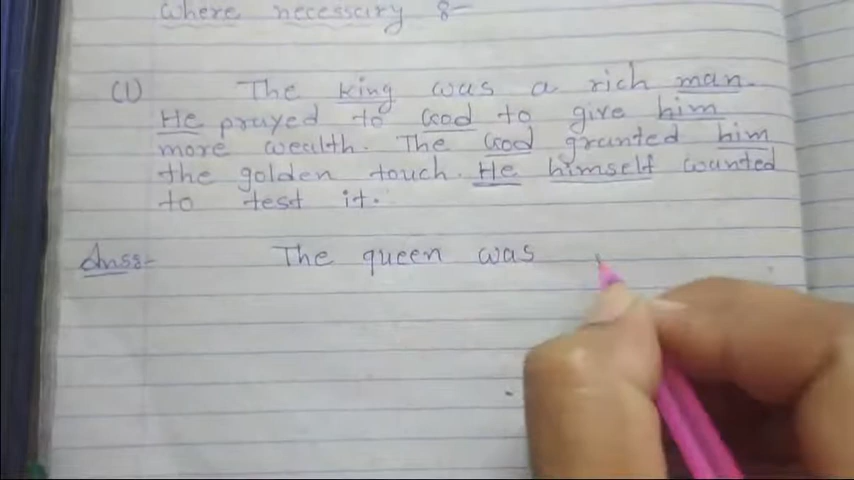 where necessary :-
(1) The king was a rich man.
He prayed to God to give him
more wealth. The God granted him
the golden touch. He himself wanted
to test it.
Ans:- The queen was